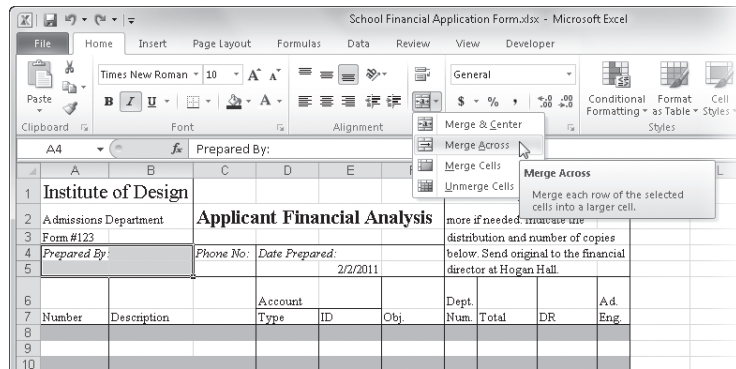 School Financial Application Form.xlsx - Microsoft Excel
File Home Insert Page Layout Formulas Data Review View Developer
Times New Roman 10 A A General
Paste B I U A $ % , .00 .00 Conditional Format Cell
Formatting as Table Styles
Clipboard Font Alignment Styles
Merge & Center
Merge Across
Merge Cells
Unmerge Cells
Merge Across
Merge each row of the selected
cells into a larger cell.
A4 fx Prepared By:
A B C D E L
1 Institute of Design
2 Admissions Department Applicant Financial Analysis more if needed. Indicate the
3 Form #123 distribution and number of copies
4 Prepared By: Phone No: Date Prepared: below. Send original to the financial
5 2/2/2011 director at Hogan Hall.
6 Account Dept. Ad.
7 Number Description Type ID Obj. Num. Total DR Eng.
8
9
10